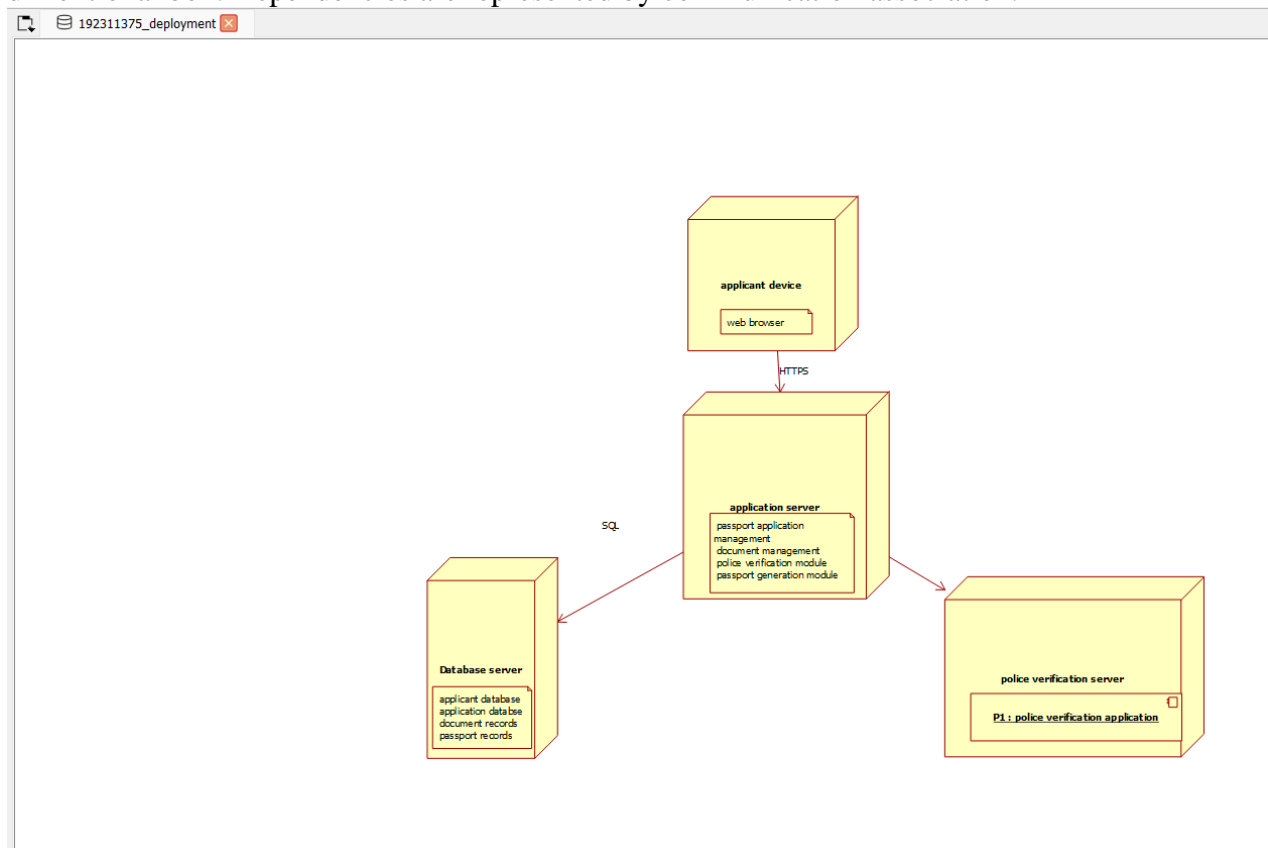 192311375_deployment
applicant device
web browser
HTTPS
application server
passport application
management
document management
police verification module
passport generation module
SQL
Database server
applicant database
application databse
document records
passport records
police verification server
P1 : police verification application